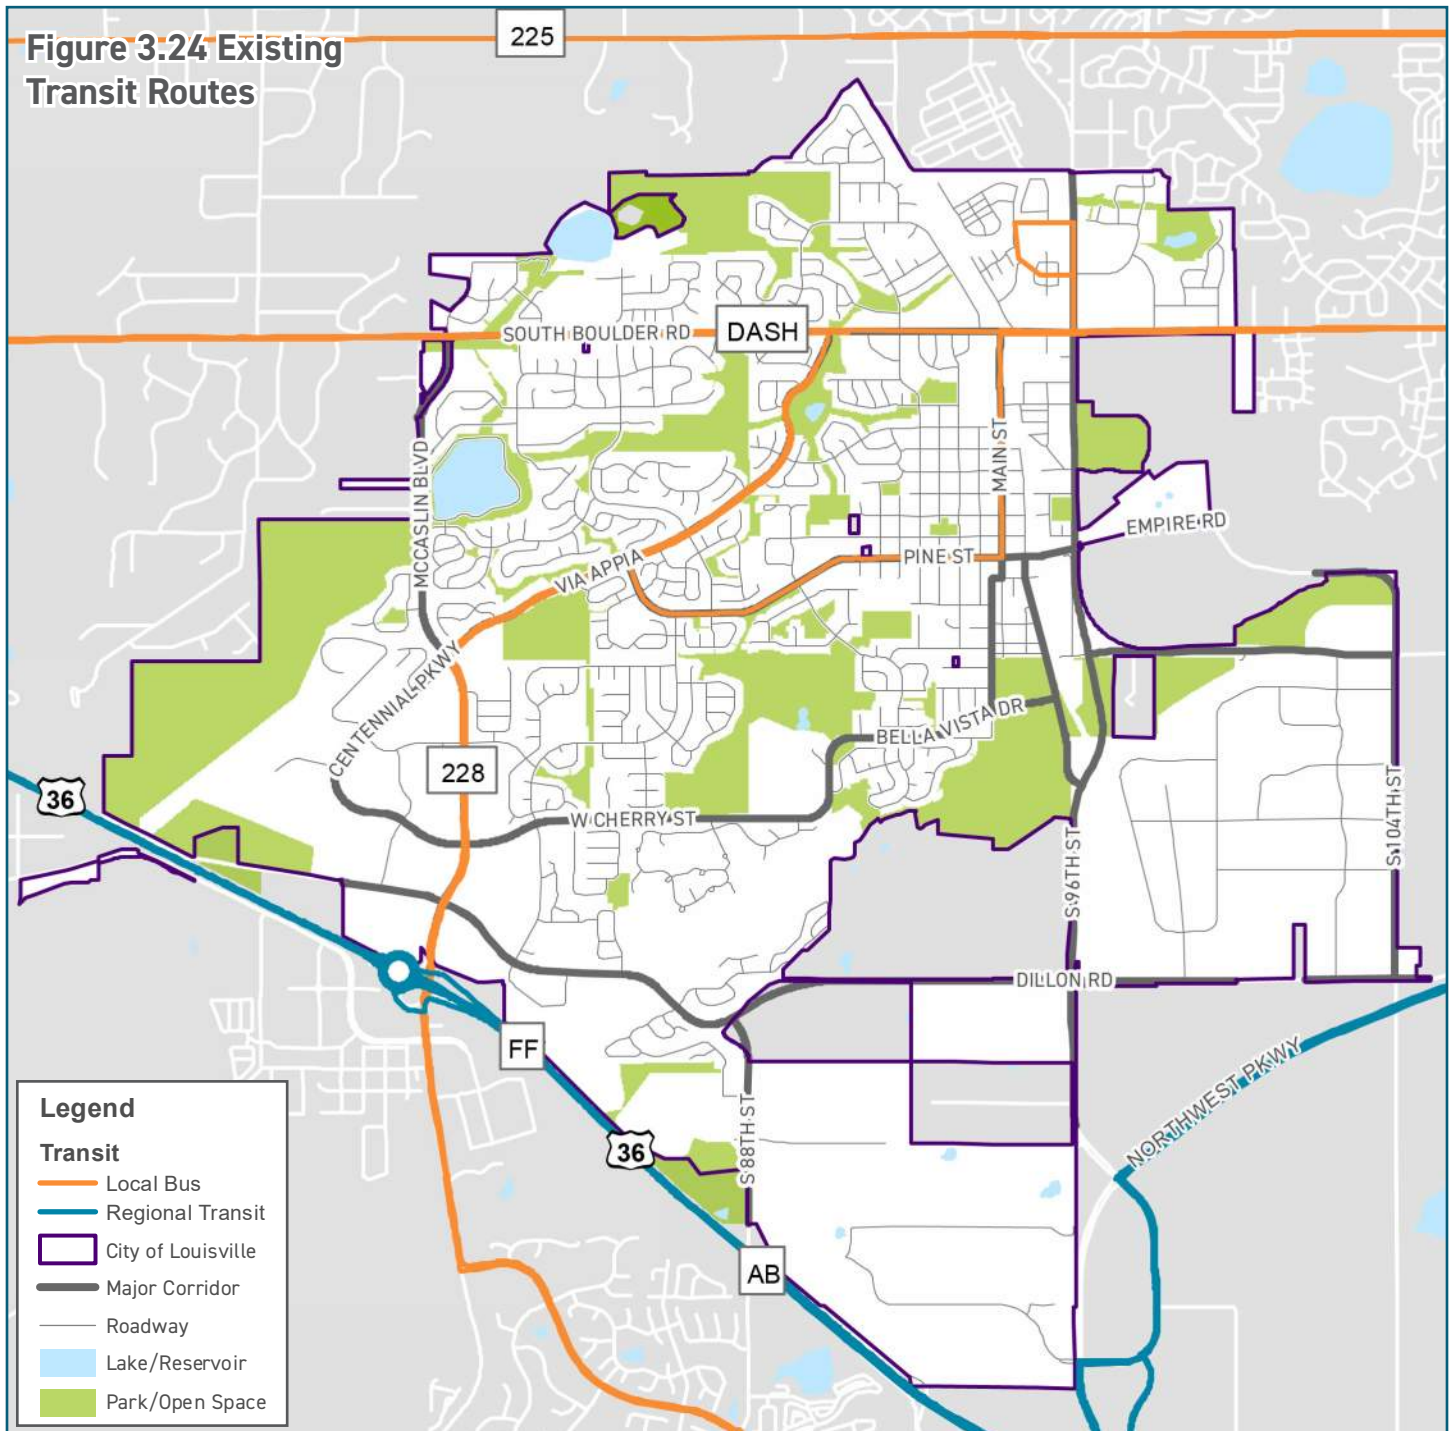 Figure 3.24 Existing
Transit Routes
225
SOUTH BOULDER RD
DASH
MCCASLIN BLVD
MAIN ST
EMPIRE RD
VIA APPIA
PINE ST
CENTENNIAL PKWY
BELLA VISTA DR
228
36
W CHERRY ST
S 104TH ST
S 96TH ST
DILLON RD
FF
NORTHWEST PKWY
36
S 88TH ST
AB
Legend
Transit
Local Bus
Regional Transit
City of Louisville
Major Corridor
Roadway
Lake/Reservoir
Park/Open Space